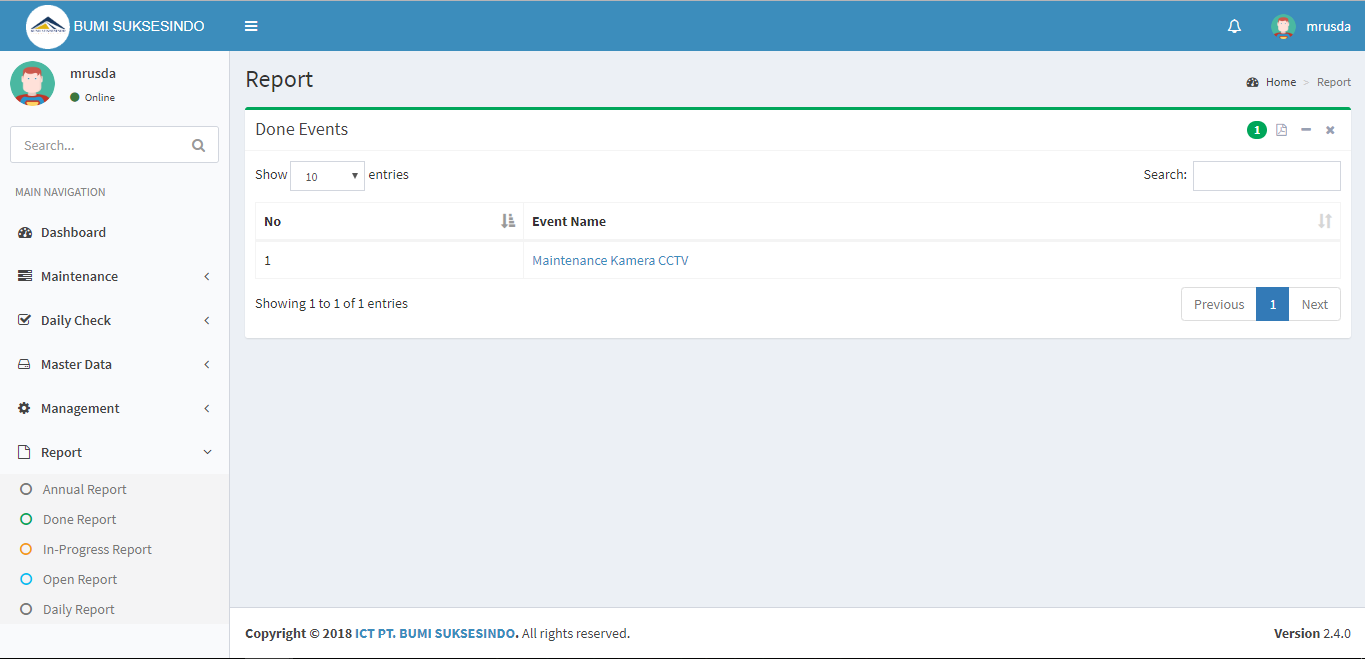 BUMI SUKSESINDO
mrusda
mrusda
Online
Search...
MAIN NAVIGATION
Dashboard
Maintenance
Daily Check
Master Data
Management
Report
Annual Report
Done Report
In-Progress Report
Open Report
Daily Report
Report
Home > Report
Done Events
1
Show 10 entries
Search:
No Event Name
1 Maintenance Kamera CCTV
Showing 1 to 1 of 1 entries
Previous 1 Next
Copyright © 2018 ICT PT. BUMI SUKSESINDO. All rights reserved.
Version 2.4.0